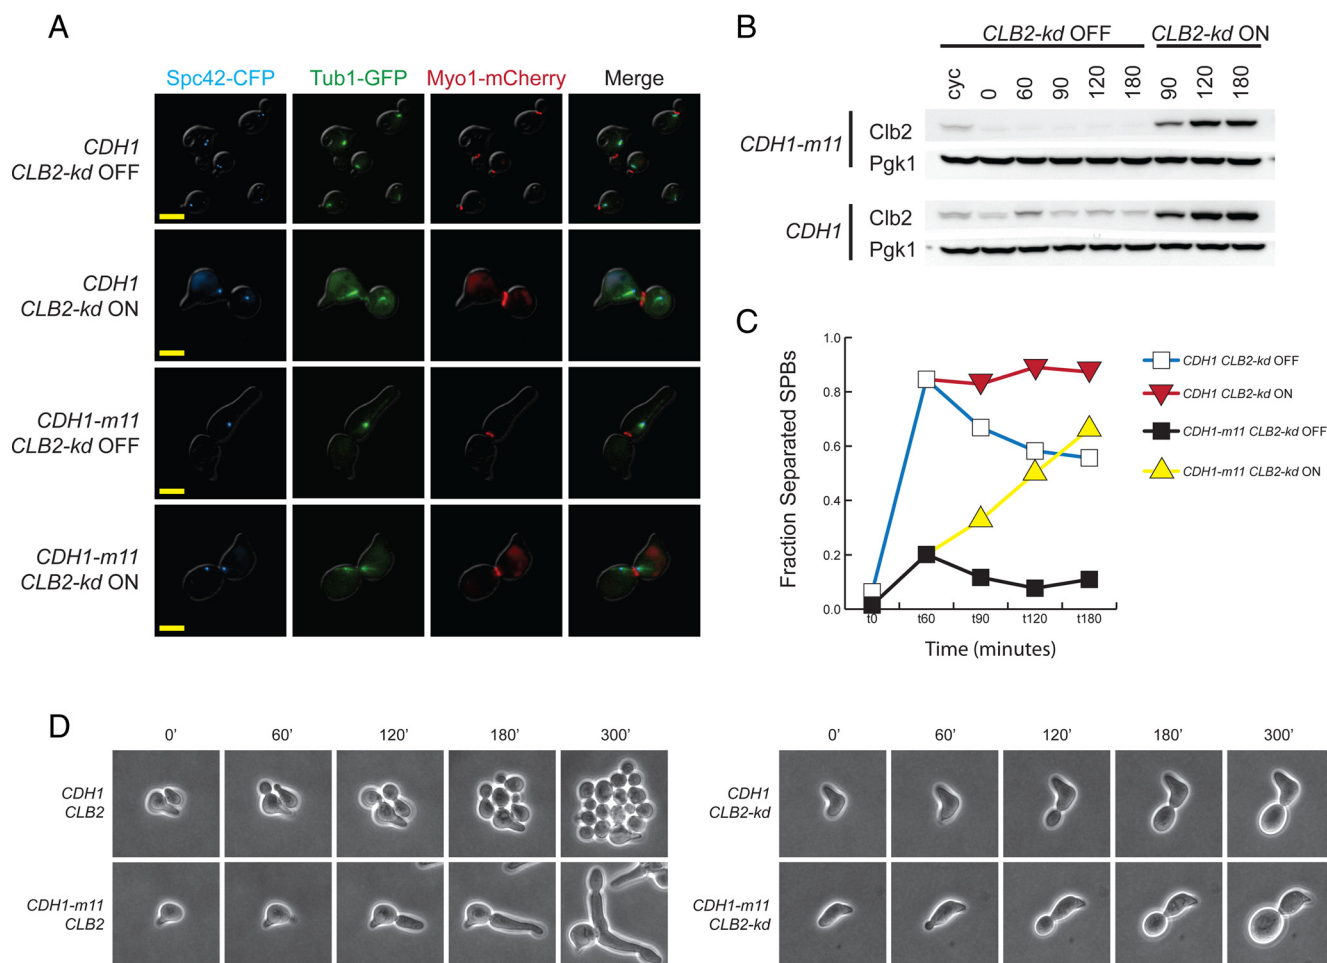 A
Spc42-CFP Tub1-GFP Myo1-mCherry Merge
CDH1
CLB2-kd OFF
CDH1
CLB2-kd ON
CDH1-m11
CLB2-kd OFF
CDH1-m11
CLB2-kd ON
B
CLB2-kd OFF CLB2-kd ON
cyc 0 60 90 120 180 90 120 180
CDH1-m11
Clb2
Pgk1
CDH1
Clb2
Pgk1
C
Fraction Separated SPBs
1.0
0.8
0.6
0.4
0.2
0.0
t0 t60 t90 t120 t180
Time (minutes)
CDH1 CLB2-kd OFF
CDH1 CLB2-kd ON
CDH1-m11 CLB2-kd OFF
CDH1-m11 CLB2-kd ON
D
0’ 60’ 120’ 180’ 300’
CDH1
CLB2
CDH1-m11
CLB2
0’ 60’ 120’ 180’ 300’
CDH1
CLB2-kd
CDH1-m11
CLB2-kd